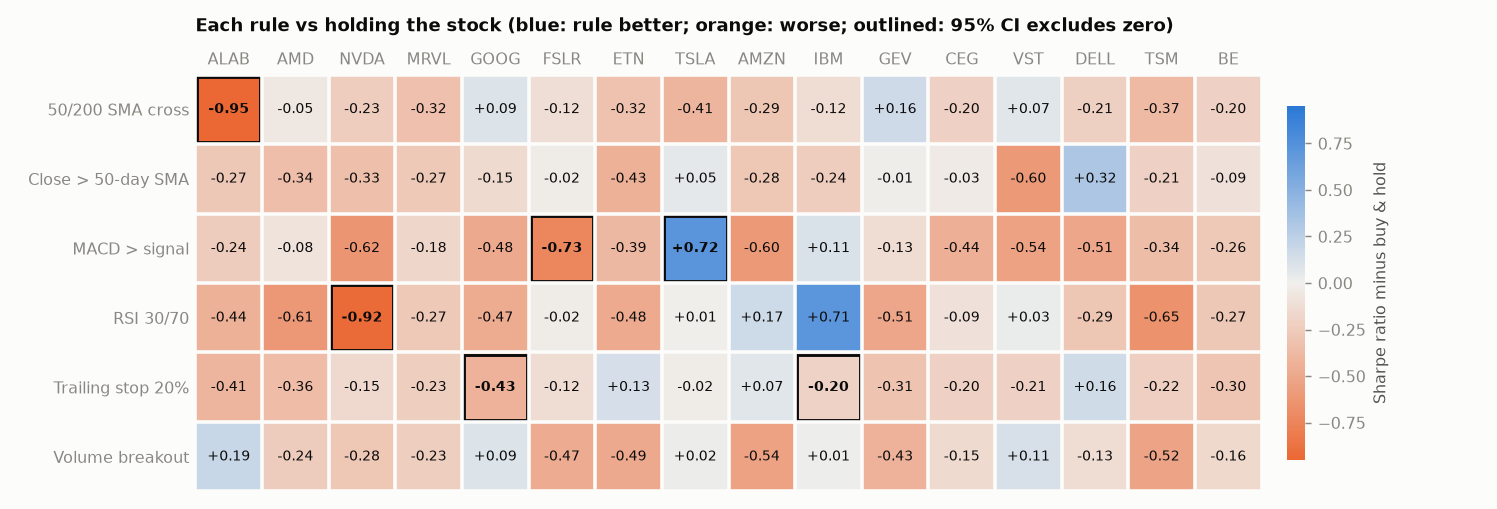 Each rule vs holding the stock (blue: rule better; orange: worse; outlined: 95% CI excludes zero)
ALAB AMD NVDA MRVL GOOG FSLR ETN TSLA AMZN IBM GEV CEG VST DELL TSM BE
50/200 SMA cross -0.95 -0.05 -0.23 -0.32 +0.09 -0.12 -0.32 -0.41 -0.29 -0.12 +0.16 -0.20 +0.07 -0.21 -0.37 -0.20
Close > 50-day SMA -0.27 -0.34 -0.33 -0.27 -0.15 -0.02 -0.43 +0.05 -0.28 -0.24 -0.01 -0.03 -0.60 +0.32 -0.21 -0.09
MACD > signal -0.24 -0.08 -0.62 -0.18 -0.48 -0.73 -0.39 +0.72 -0.60 +0.11 -0.13 -0.44 -0.54 -0.51 -0.34 -0.26
RSI 30/70 -0.44 -0.61 -0.92 -0.27 -0.47 -0.02 -0.48 +0.01 +0.17 +0.71 -0.51 -0.09 +0.03 -0.29 -0.65 -0.27
Trailing stop 20% -0.41 -0.36 -0.15 -0.23 -0.43 -0.12 +0.13 -0.02 +0.07 -0.20 -0.31 -0.20 -0.21 +0.16 -0.22 -0.30
Volume breakout +0.19 -0.24 -0.28 -0.23 +0.09 -0.47 -0.49 +0.02 -0.54 +0.01 -0.43 -0.15 +0.11 -0.13 -0.52 -0.16
0.75
0.50
0.25
0.00
−0.25
−0.50
−0.75
Sharpe ratio minus buy & hold